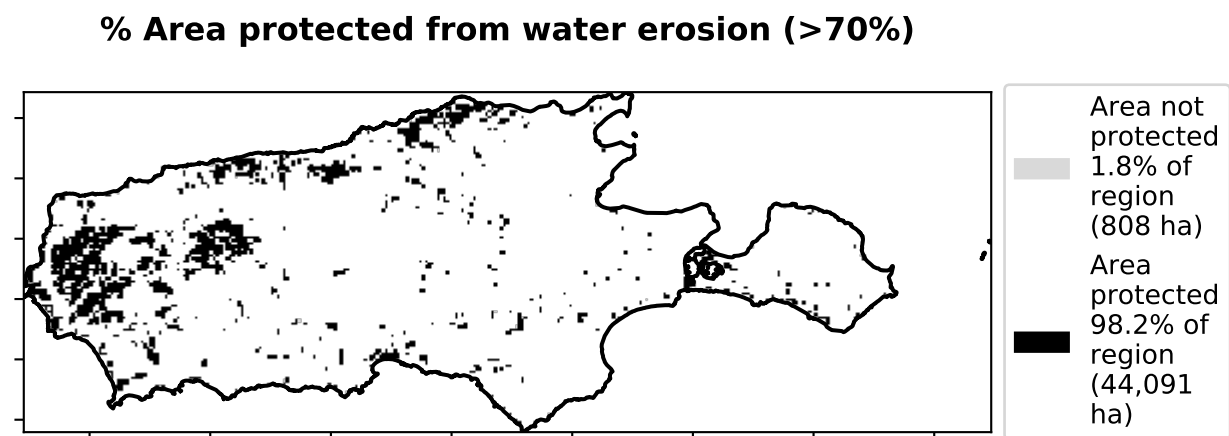 % Area protected from water erosion (>70%)
Area not
protected
1.8% of
region
(808 ha)
Area
protected
98.2% of
region
(44,091
ha)